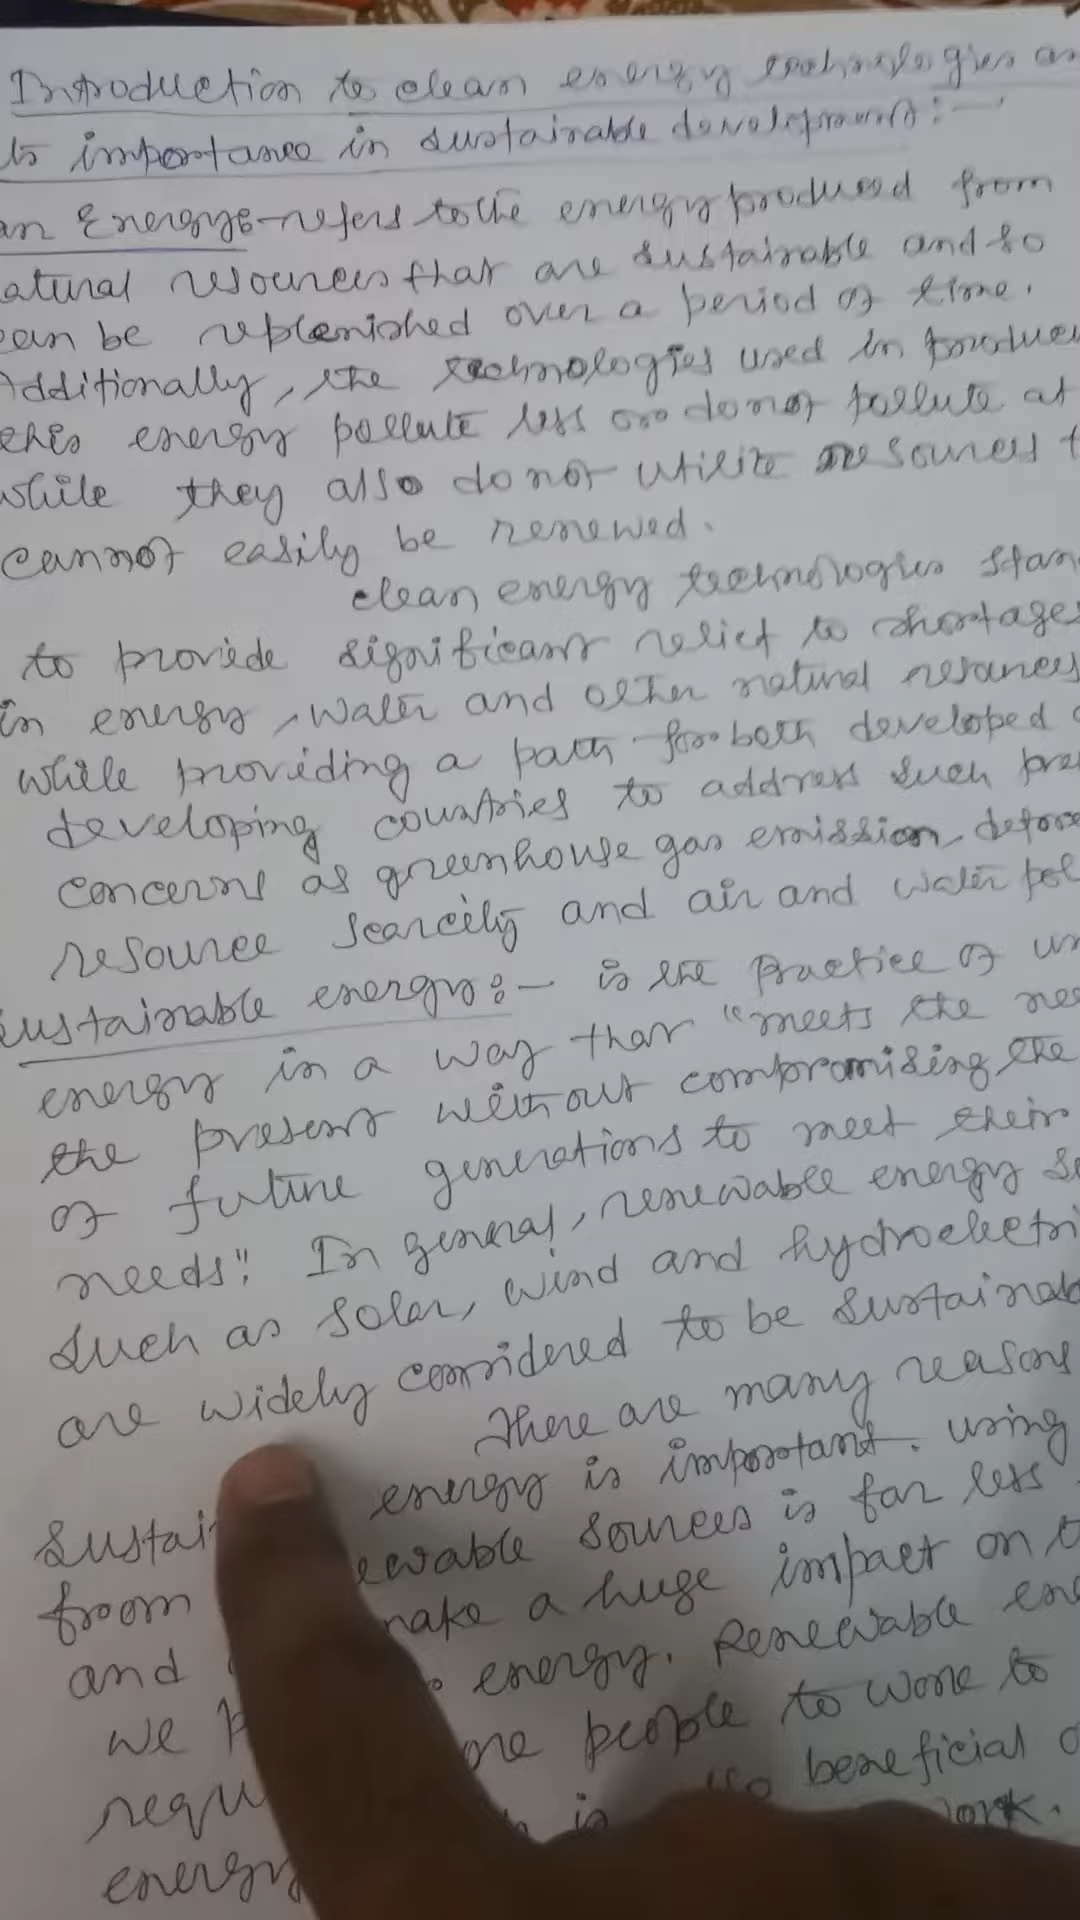 Introduction to clean energy technologies an
ts importance in sustainable development:-
an Energy:- refers to the energy produced from
atural resources that are sustainable and so
can be replenished over a period of time.
Additionally, the technologies used in produce
this energy pollute less or do not pollute at
while they also do not utilize resources t
cannot easily be renewed.
clean energy technologies stan
to provide significant relief to shortages
in energy, water and other natural resources
while providing a path for both developed
developing countries to address such pre
concerns as greenhouse gas emission, defore
resource scarcity and air and water pol
sustainable energy:- is the practice of
energy in a way that "meets the nee
the present without compromising the
of future generations to meet their
needs". In general, renewable energy
such as solar, wind and hydroelectri
are widely considered to be sustainab
There are many reasons
Sustai energy is important. using
from ewable sources is far less
and make a huge impact on t
we energy. Renewable ene
requ people to work to
energy is beneficial
work.